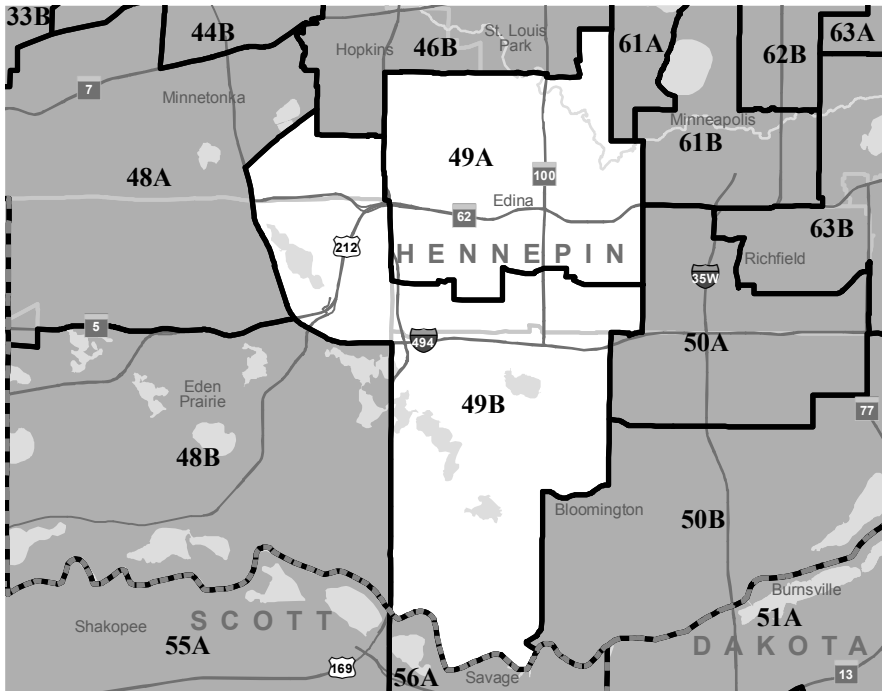 33B
44B
Hopkins
46B
St. Louis
Park
61A
62B
63A
7
Minnetonka
Minneapolis
61B
49A
48A
100
Edina
62
63B
212
HENNEPIN
Richfield
35W
5
494
50A
Eden
Prairie
49B
77
48B
Bloomington
50B
Burnsville
Shakopee
SCOTT
51A
55A
DAKOTA
169
56A
Savage
13